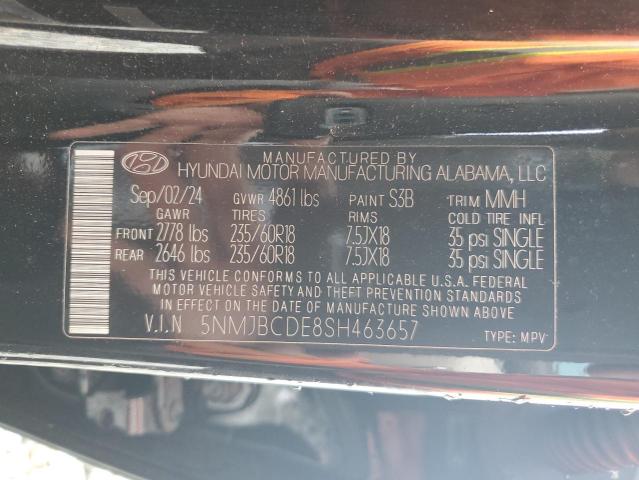 MANUFACTURED BY
HYUNDAI MOTOR MANUFACTURING ALABAMA, LLC
Sep/02/24 GVWR 4861 lbs PAINT S3B TRIM MMH
GAWR TIRES RIMS COLD TIRE INFL
FRONT 2778 lbs 235/60R18 7.5JX18 35 psi SINGLE
REAR 2646 lbs 235/60R18 7.5JX18 35 psi SINGLE
THIS VEHICLE CONFORMS TO ALL APPLICABLE U.S.A. FEDERAL
MOTOR VEHICLE SAFETY AND THEFT PREVENTION STANDARDS
IN EFFECT ON THE DATE OF MANUFACTURE SHOWN ABOVE.
V.I.N 5NMJBCDE8SH463657 TYPE: MPV